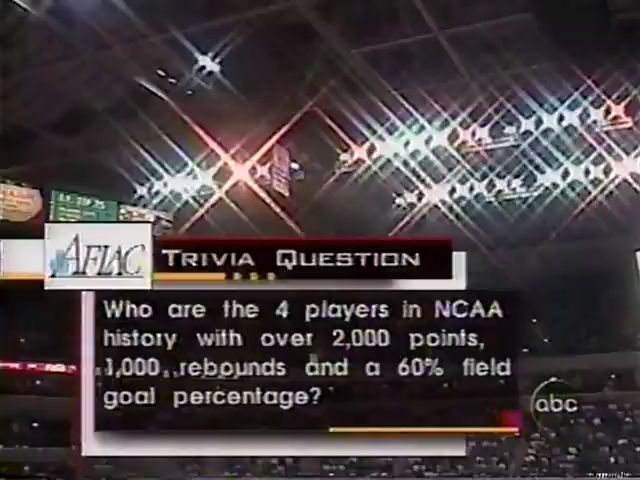 AFLAC
TRIVIA QUESTION
Who are the 4 players in NCAA
history with over 2,000 points,
1,000 rebounds and a 60% field
goal percentage?
abc